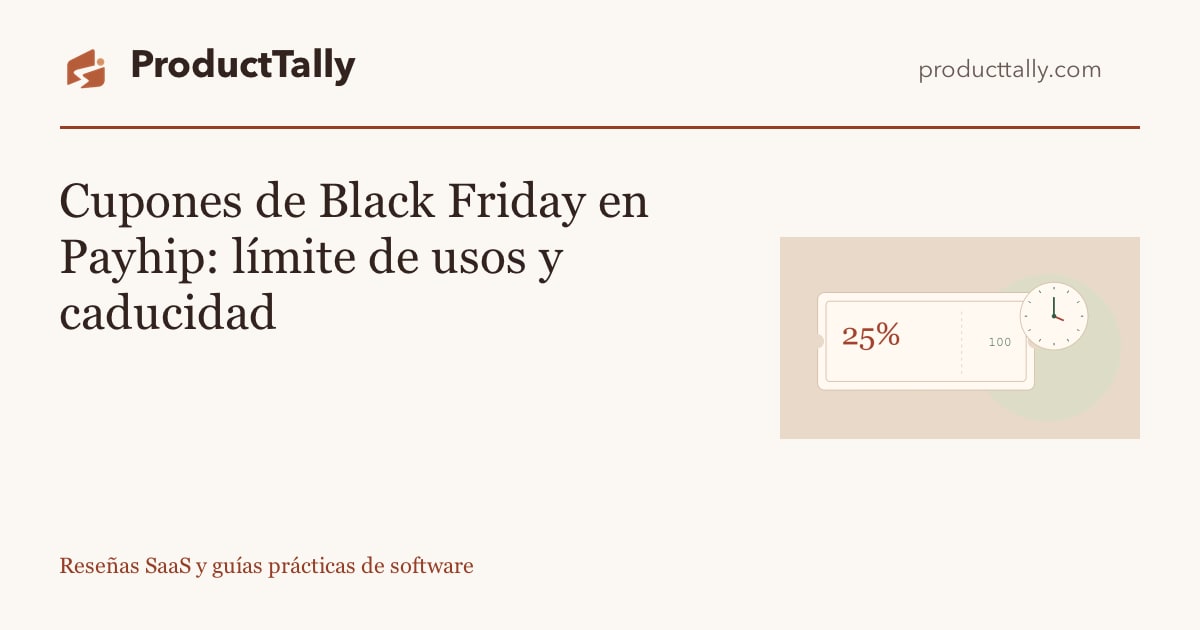 ProductTally
producttally.com
Cupones de Black Friday en
Payhip: límite de usos y
caducidad
25%
100
Reseñas SaaS y guías prácticas de software